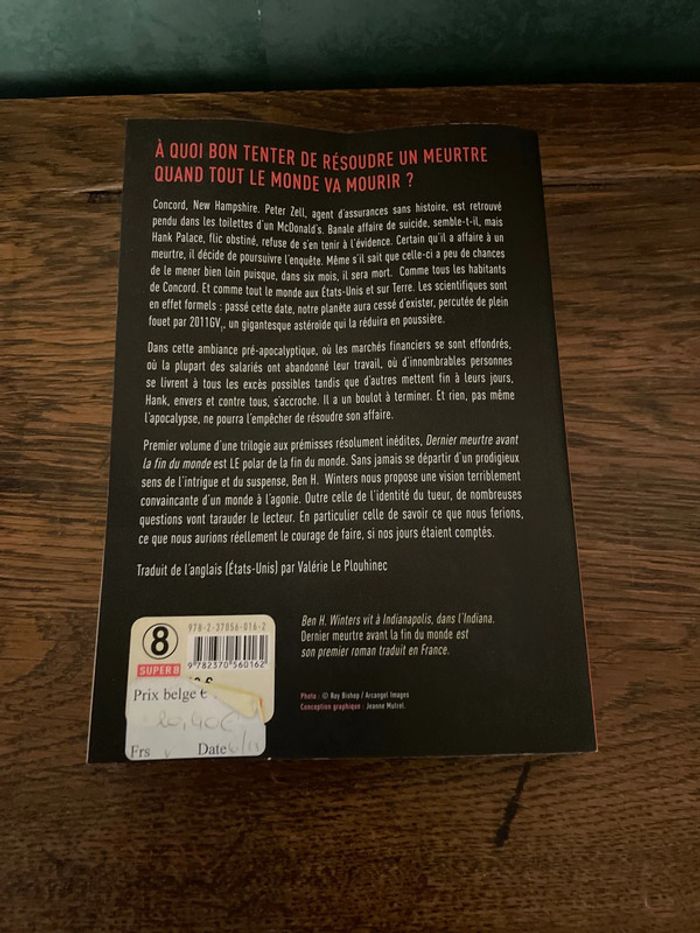 À QUOI BON TENTER DE RÉSOUDRE UN MEURTRE
QUAND TOUT LE MONDE VA MOURIR ?
Concord, New Hampshire. Peter Zell, agent d'assurances sans histoire, est retrouvé
pendu dans les toilettes d'un McDonald's. Banale affaire de suicide, semble-t-il, mais
Hank Palace, flic obstiné, refuse de s'en tenir à l'évidence. Certain qu'il a affaire à un
meurtre, il décide de poursuivre l'enquête. Même s'il sait que celle-ci a peu de chances
de le mener bien loin puisque, dans six mois, il sera mort. Comme tous les habitants
de Concord. Et comme tout le monde aux États-Unis et sur Terre. Les scientifiques sont
en effet formels : passé cette date, notre planète aura cessé d'exister, percutée de plein
fouet par 2011GV₁, un gigantesque astéroïde qui la réduira en poussière.
Dans cette ambiance pré-apocalyptique, où les marchés financiers se sont effondrés,
où la plupart des salariés ont abandonné leur travail, où d'innombrables personnes
se livrent à tous les excès possibles tandis que d'autres mettent fin à leurs jours,
Hank, envers et contre tous, s'accroche. Il a un boulot à terminer. Et rien, pas même
l'apocalypse, ne pourra l'empêcher de résoudre son affaire.
Premier volume d'une trilogie aux prémisses résolument inédites, Dernier meurtre avant
la fin du monde est LE polar de la fin du monde. Sans jamais se départir d'un prodigieux
sens de l'intrigue et du suspense, Ben H. Winters nous propose une vision terriblement
convaincante d'un monde à l'agonie. Outre celle de l'identité du tueur, de nombreuses
questions vont tarauder le lecteur. En particulier celle de savoir ce que nous ferions,
ce que nous aurions réellement le courage de faire, si nos jours étaient comptés.
Traduit de l'anglais (États-Unis) par Valérie Le Plouhinec
Ben H. Winters vit à Indianapolis, dans l'Indiana.
Dernier meurtre avant la fin du monde est
son premier roman traduit en France.
Photo : © Roy Bishop / Arcangel Images
Conception graphique : Jeanne Mutrel.
8
SUPER 8
978-2-37056-016-2
9 782370 560162
Prix belge €
20,40€
Frs
Date